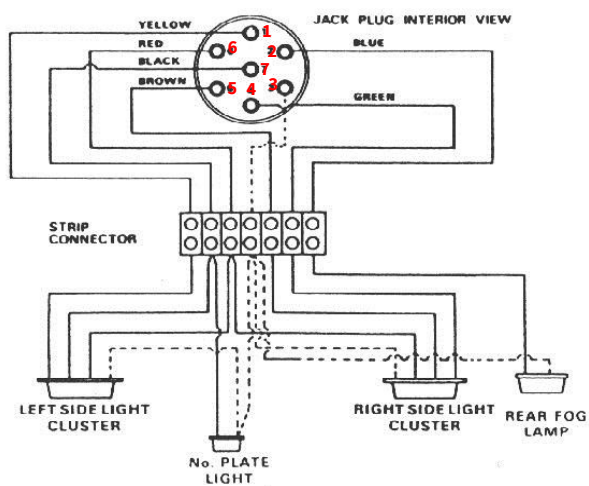 YELLOW
JACK PLUG INTERIOR VIEW
1
RED
6
2
BLUE
BLACK
7
BROWN
5
4
3
GREEN
STRIP
CONNECTOR
LEFT SIDE LIGHT
CLUSTER
RIGHT SIDE LIGHT
CLUSTER
REAR FOG
LAMP
No. PLATE
LIGHT